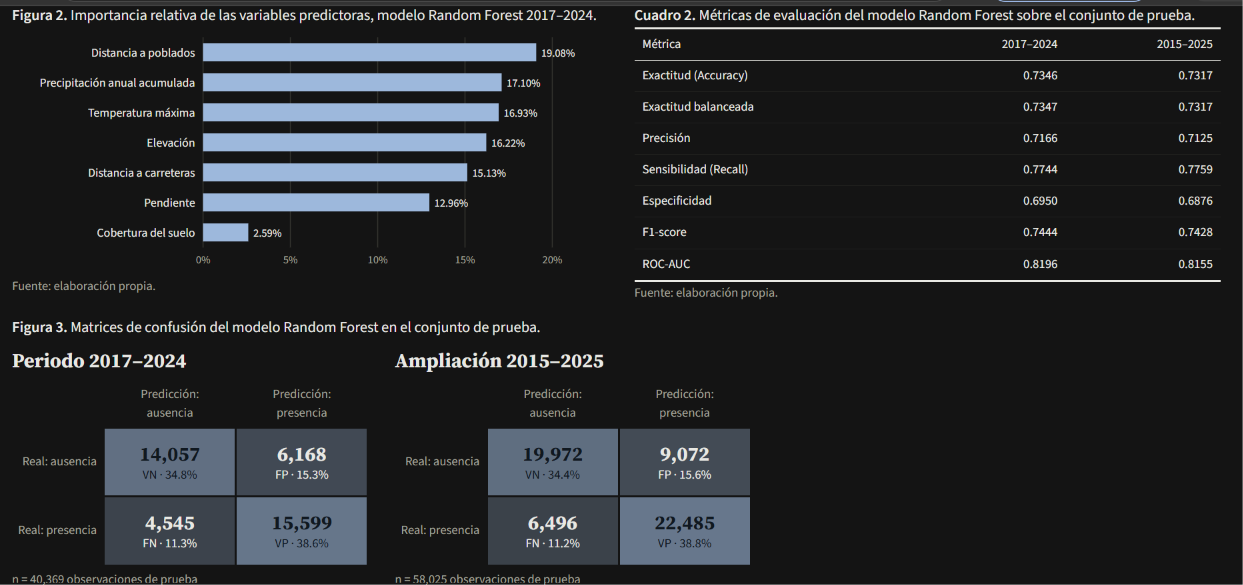 Figura 2. Importancia relativa de las variables predictoras, modelo Random Forest 2017–2024.
Distancia a poblados 19.08%
Precipitación anual acumulada 17.10%
Temperatura máxima 16.93%
Elevación 16.22%
Distancia a carreteras 15.13%
Pendiente 12.96%
Cobertura del suelo 2.59%
0% 5% 10% 15% 20%
Fuente: elaboración propia.
Cuadro 2. Métricas de evaluación del modelo Random Forest sobre el conjunto de prueba.
Métrica 2017–2024 2015–2025
Exactitud (Accuracy) 0.7346 0.7317
Exactitud balanceada 0.7347 0.7317
Precisión 0.7166 0.7125
Sensibilidad (Recall) 0.7744 0.7759
Especificidad 0.6950 0.6876
F1-score 0.7444 0.7428
ROC-AUC 0.8196 0.8155
Fuente: elaboración propia.
Figura 3. Matrices de confusión del modelo Random Forest en el conjunto de prueba.
Periodo 2017–2024
Predicción: Predicción:
ausencia presencia
Real: ausencia 14,057 6,168
VN · 34.8% FP · 15.3%
Real: presencia 4,545 15,599
FN · 11.3% VP · 38.6%
n = 40,369 observaciones de prueba
Ampliación 2015–2025
Predicción: Predicción:
ausencia presencia
Real: ausencia 19,972 9,072
VN · 34.4% FP · 15.6%
Real: presencia 6,496 22,485
FN · 11.2% VP · 38.8%
n = 58,025 observaciones de prueba